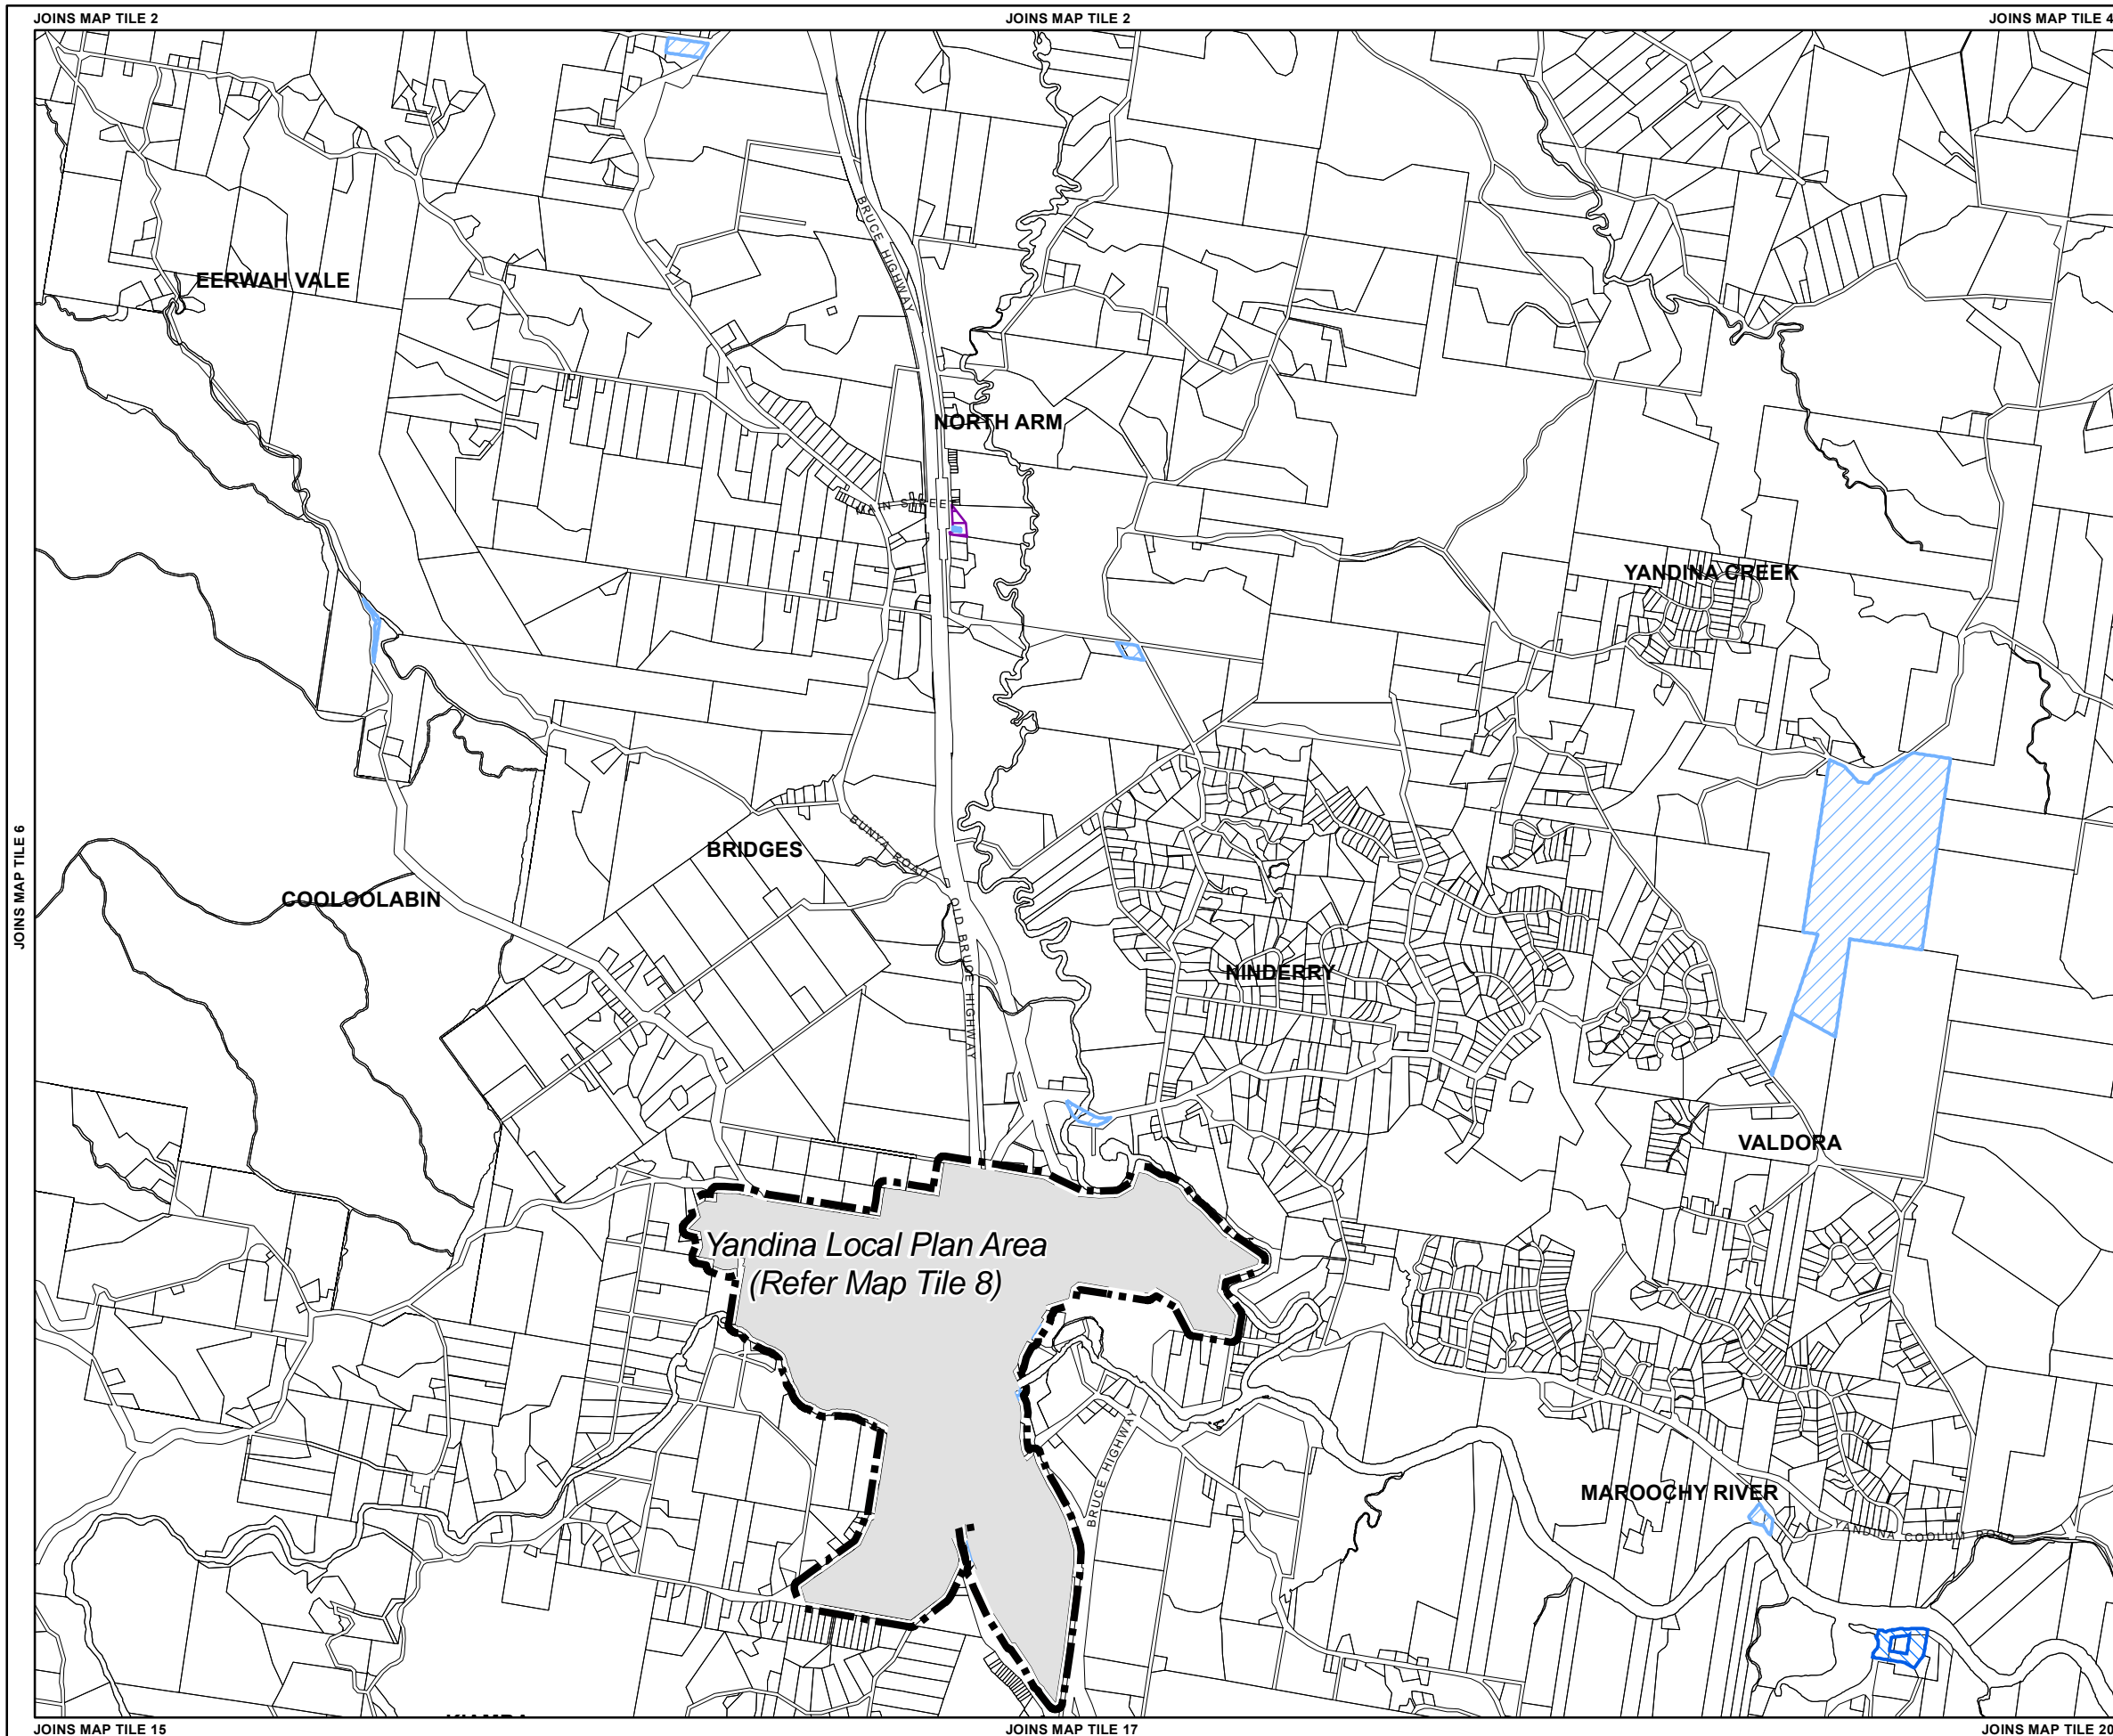 JOINS MAP TILE 2
JOINS MAP TILE 2
JOINS MAP TILE 4
BRUCE HIGHWAY
EERWAH VALE
NORTH ARM
MAIN STREET
YANDINA CREEK
JOINS MAP TILE 6
BUNYA ROAD
BRIDGES
COOLOOLABIN
OLD BRUCE HIGHWAY
NINDERRY
VALDORA
Yandina Local Plan Area
(Refer Map Tile 8)
BRUCE HIGHWAY
MAROOCHY RIVER
YANDINA COOLUM ROAD
JOINS MAP TILE 15
JOINS MAP TILE 17
JOINS MAP TILE 20